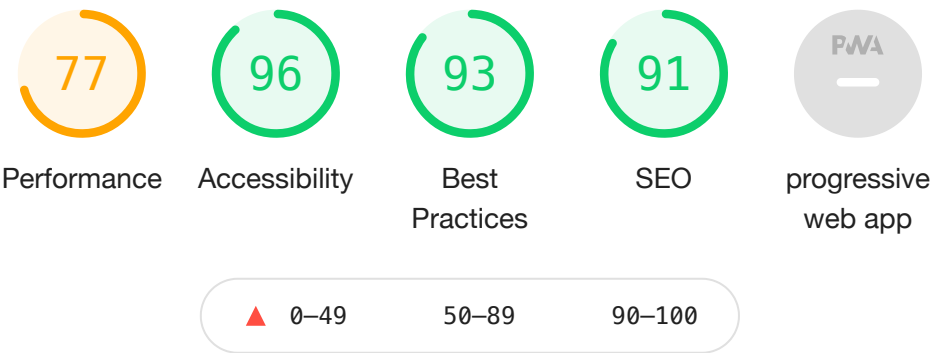 77
96
93
91
PWA
Performance
Accessibility
Best
Practices
SEO
progressive
web app
0–49
50–89
90–100